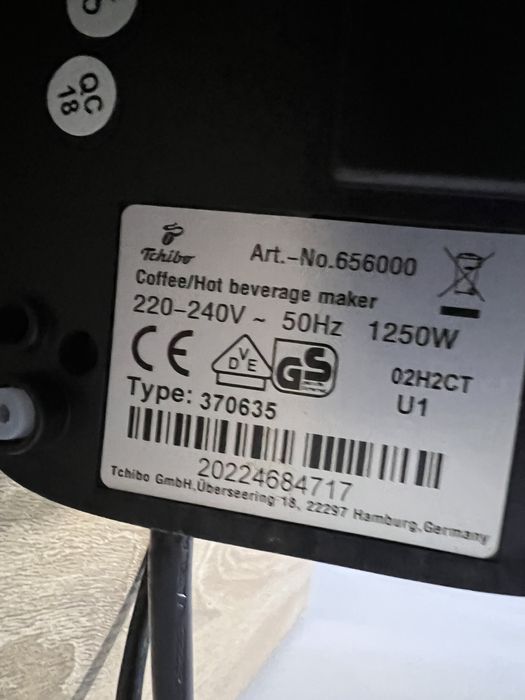 QC
18
Tchibo
Art.-No.656000
Coffee/Hot beverage maker
220-240V ~ 50Hz 1250W
CE
VDE
GS
02H2CT
Type: 370635
U1
20224684717
Tchibo GmbH,Überseering 18, 22297 Hamburg,Germany